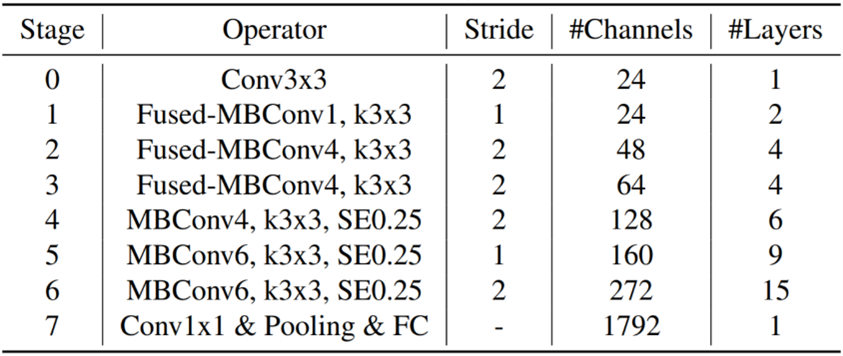 Stage Operator Stride #Channels #Layers
0 Conv3x3 2 24 1
1 Fused-MBConv1, k3x3 1 24 2
2 Fused-MBConv4, k3x3 2 48 4
3 Fused-MBConv4, k3x3 2 64 4
4 MBConv4, k3x3, SE0.25 2 128 6
5 MBConv6, k3x3, SE0.25 1 160 9
6 MBConv6, k3x3, SE0.25 2 272 15
7 Conv1x1 & Pooling & FC - 1792 1